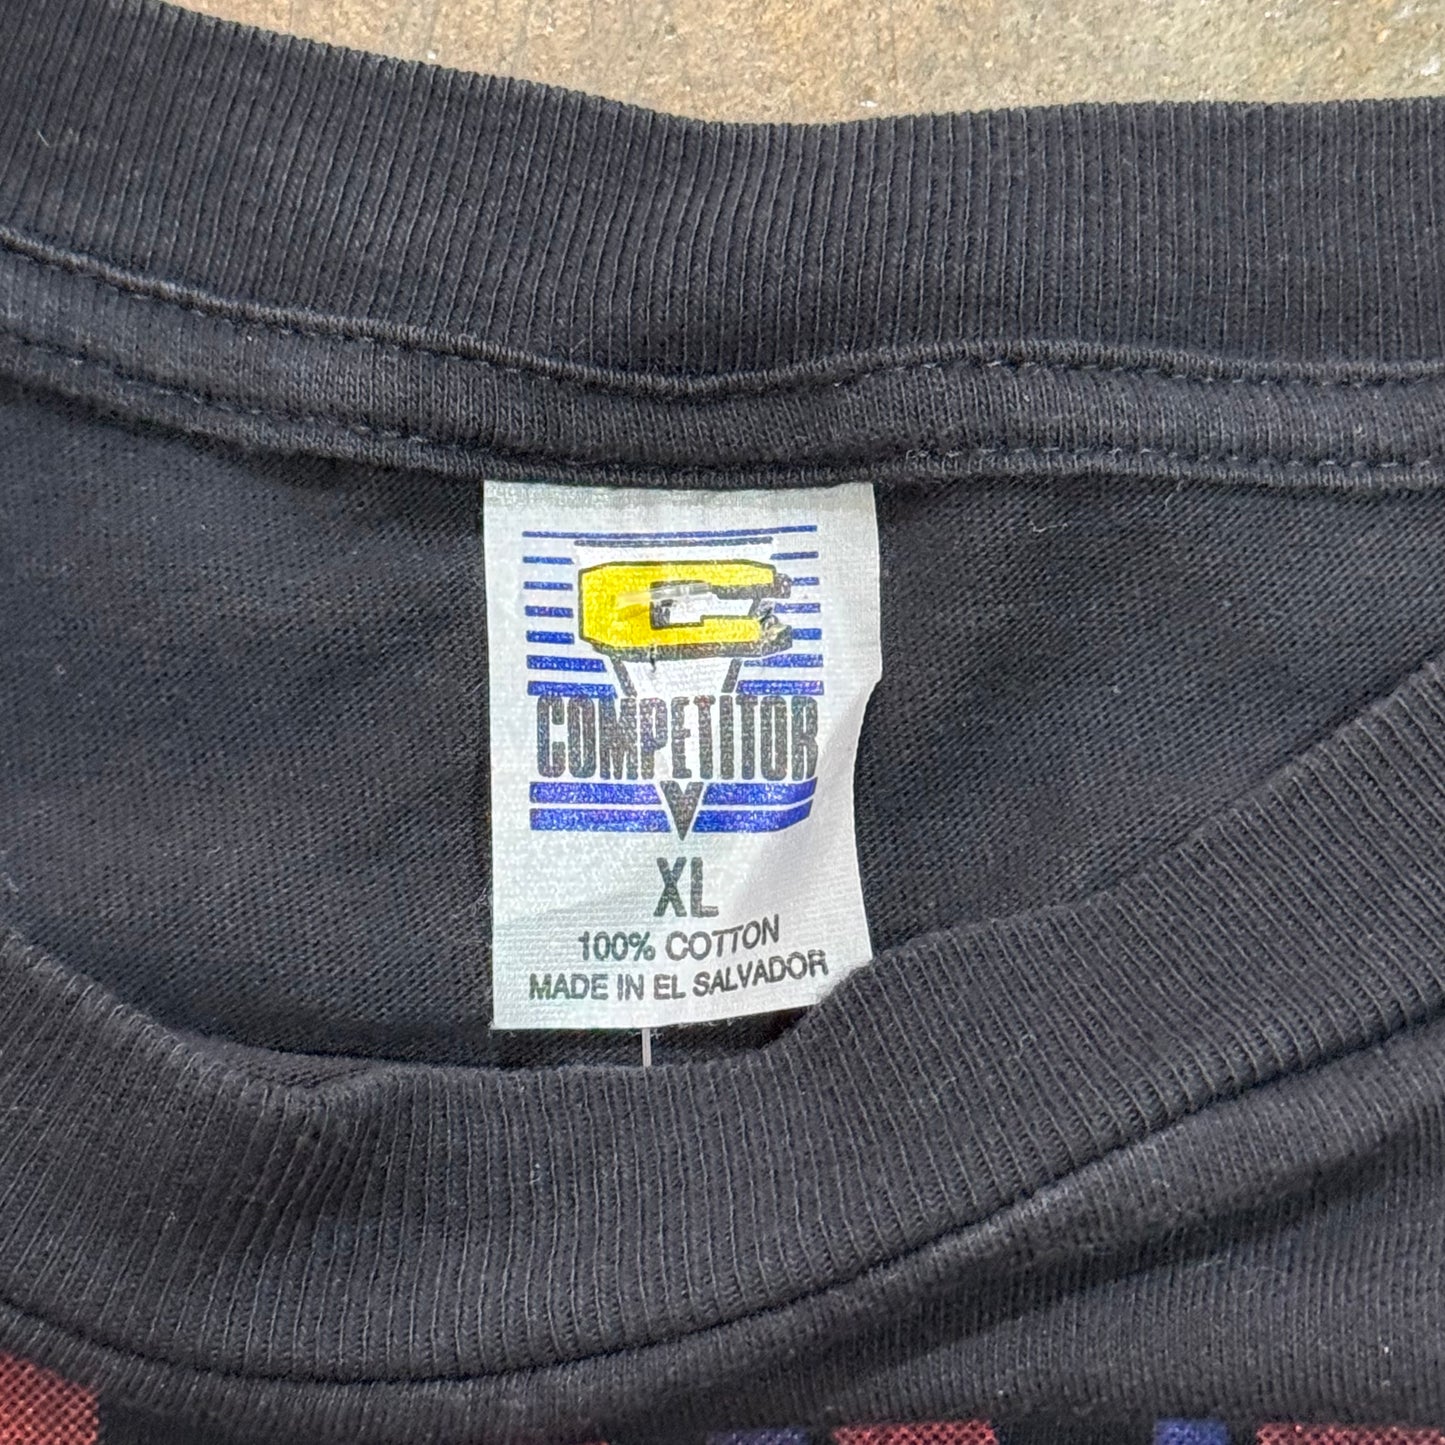 C
COMPETITOR
XL
100% COTTON
MADE IN EL SALVADOR